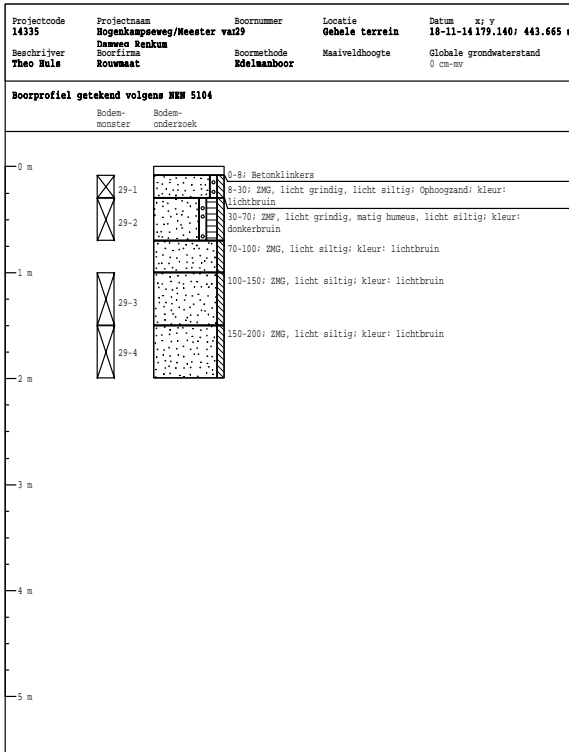 Projectcode Projectnaam Boornummer Locatie Datum x; y
14335 Hogenkampseweg/Meester van 29 Gehele terrein 18-11-14 179.140; 443.665
Damweg Renkum
Beschrijver Boorfirma Boormethode Maaiveldhoogte Globale grondwaterstand
Theo Huls Rouwmaat Edelmanboor 0 cm-mv
Boorprofiel getekend volgens NEN 5104
Bodem- Bodem-
monster onderzoek
0 m
0-8; Betonklinkers
29-1 8-30; ZMG, licht grindig, licht siltig; Ophoogzand; kleur:
lichtbruin
29-2 30-70; ZMF, licht grindig, matig humeus, licht siltig; kleur:
donkerbruin
70-100; ZMG, licht siltig; kleur: lichtbruin
1 m
100-150; ZMG, licht siltig; kleur: lichtbruin
29-3
150-200; ZMG, licht siltig; kleur: lichtbruin
29-4
2 m
3 m
4 m
5 m